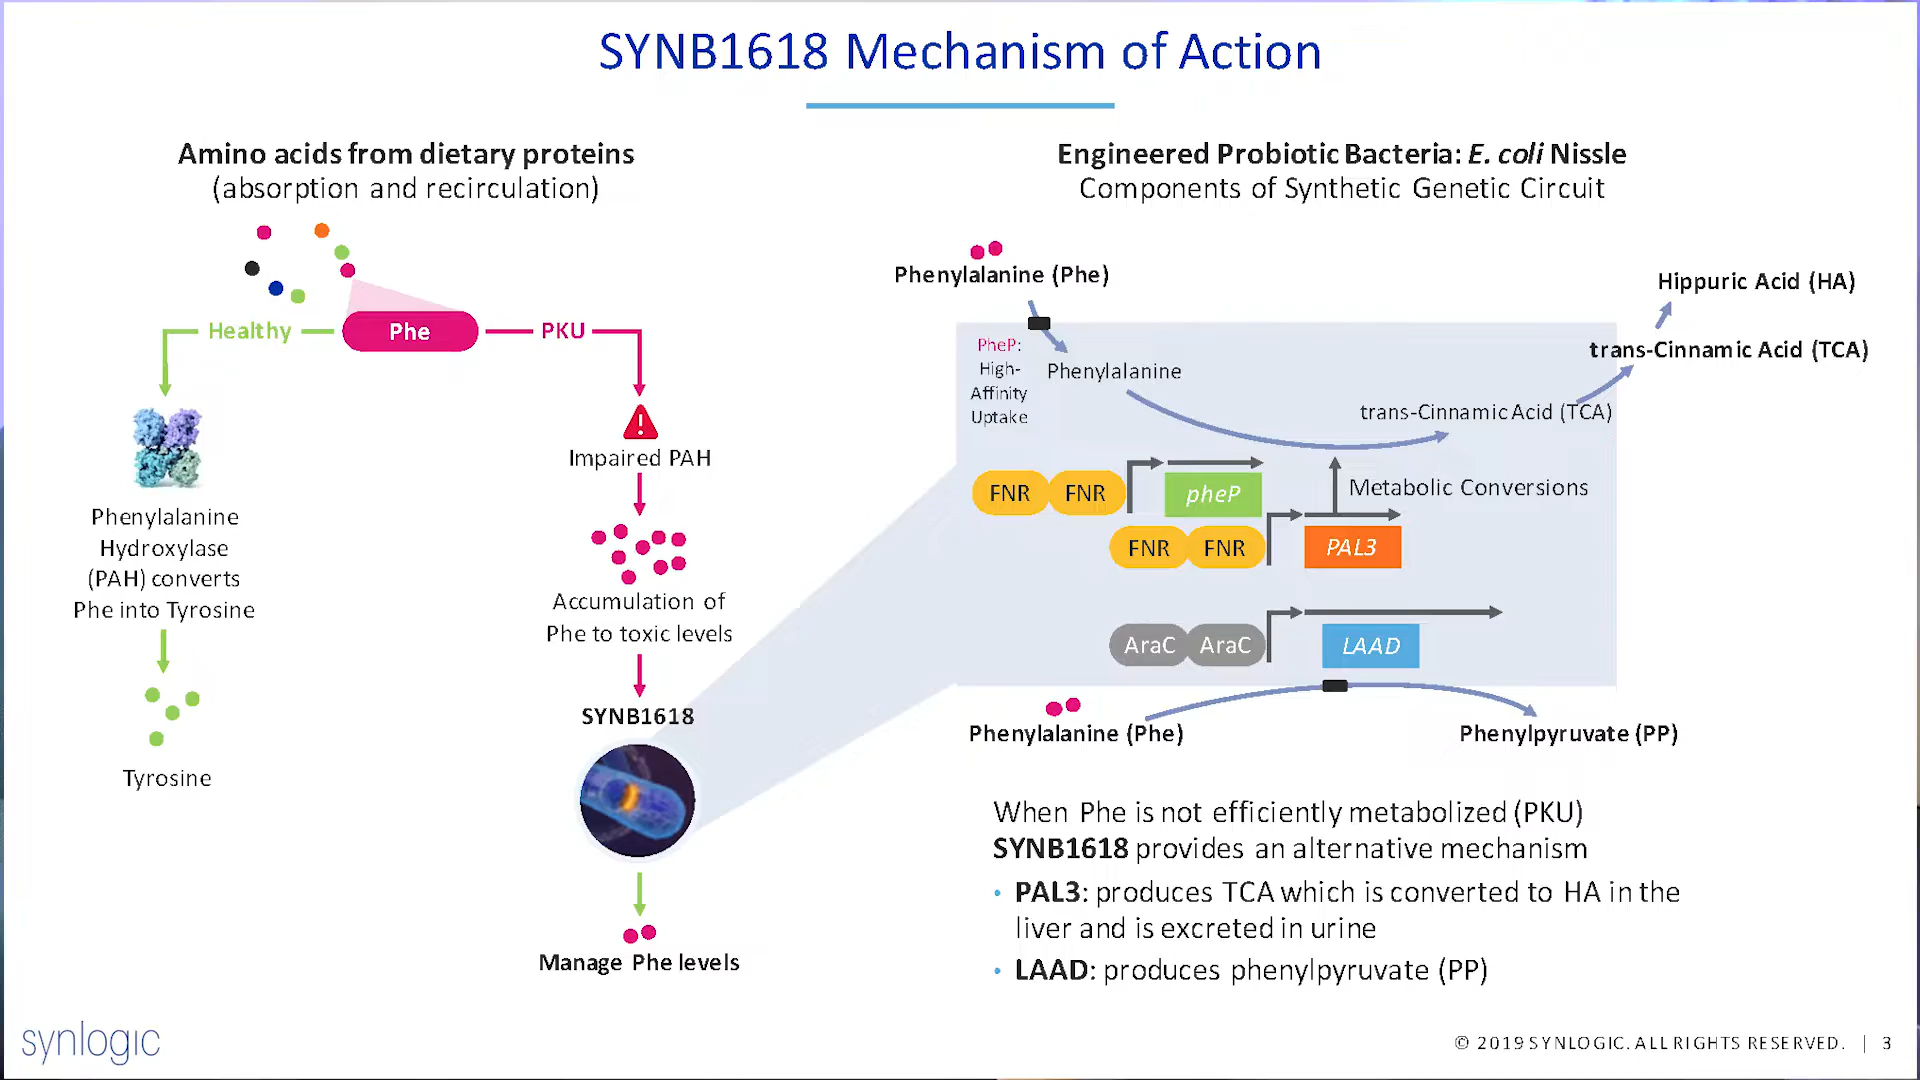 SYNB1618 Mechanism of Action
Amino acids from dietary proteins
(absorption and recirculation)
Healthy
Phe
PKU
Phenylalanine
Hydroxylase
(PAH) converts
Phe into Tyrosine
Tyrosine
Impaired PAH
Accumulation of
Phe to toxic levels
SYNB1618
Manage Phe levels
Engineered Probiotic Bacteria: E. coli Nissle
Components of Synthetic Genetic Circuit
Phenylalanine (Phe)
Hippuric Acid (HA)
trans-Cinnamic Acid (TCA)
PheP:
High-
Affinity
Uptake
Phenylalanine
trans-Cinnamic Acid (TCA)
FNR FNR pheP
Metabolic Conversions
FNR FNR PAL3
AraC AraC LAAD
Phenylalanine (Phe)
Phenylpyruvate (PP)
When Phe is not efficiently metabolized (PKU)
SYNB1618 provides an alternative mechanism
• PAL3: produces TCA which is converted to HA in the
liver and is excreted in urine
• LAAD: produces phenylpyruvate (PP)
synlogic
© 2019 SYNLOGIC. ALL RIGHTS RESERVED. | 3